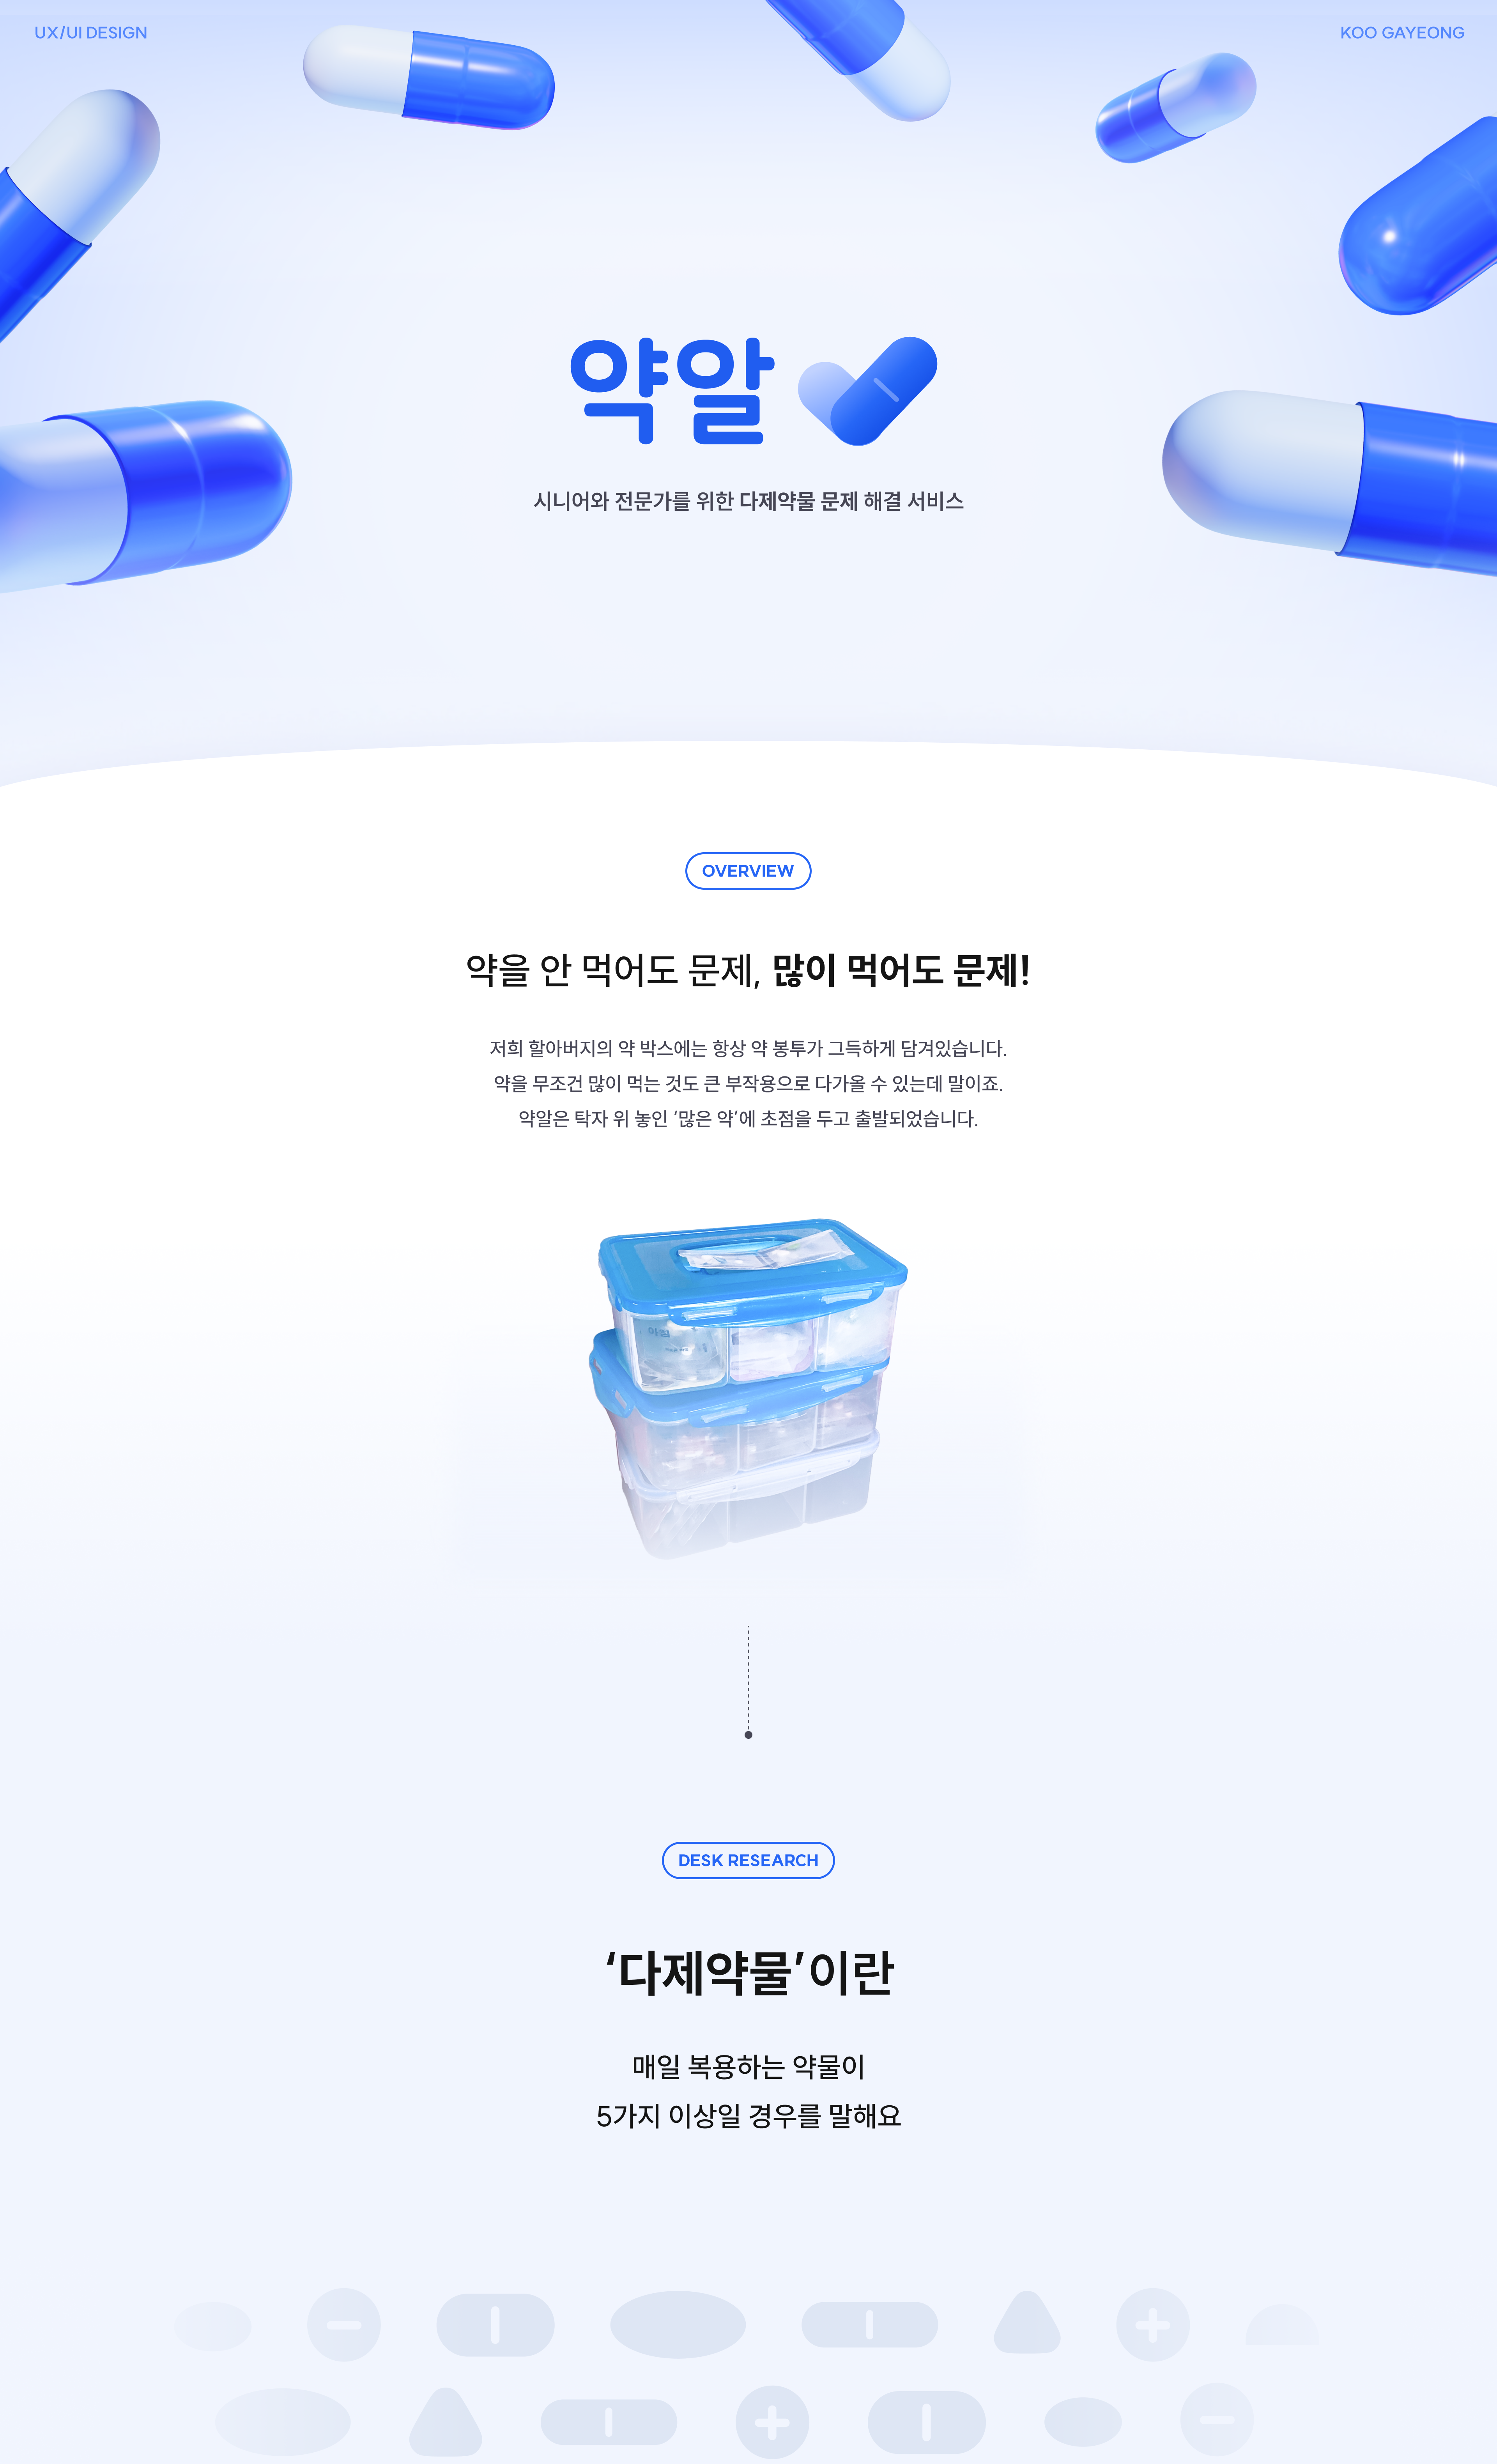 UX/UI DESIGN
KOO GAYEONG
약알
시니어와 전문가를 위한 다제약물 문제 해결 서비스
OVERVIEW
약을 안 먹어도 문제, 많이 먹어도 문제!
저희 할아버지의 약 박스에는 항상 약 봉투가 그득하게 담겨있습니다.
약을 무조건 많이 먹는 것도 큰 부작용으로 다가올 수 있는데 말이죠.
약알은 탁자 위 놓인 ‘많은 약’에 초점을 두고 출발되었습니다.
DESK RESEARCH
‘다제약물’이란
매일 복용하는 약물이
5가지 이상일 경우를 말해요